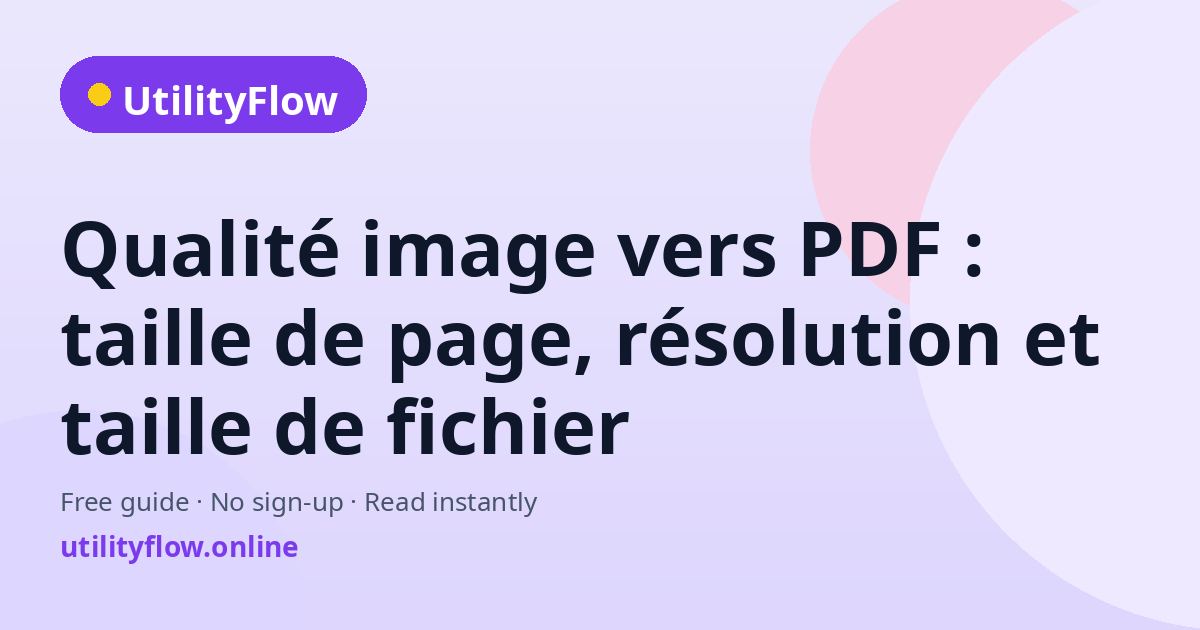 UtilityFlow
Qualité image vers PDF :
taille de page, résolution et
taille de fichier
Free guide · No sign-up · Read instantly
utilityflow.online